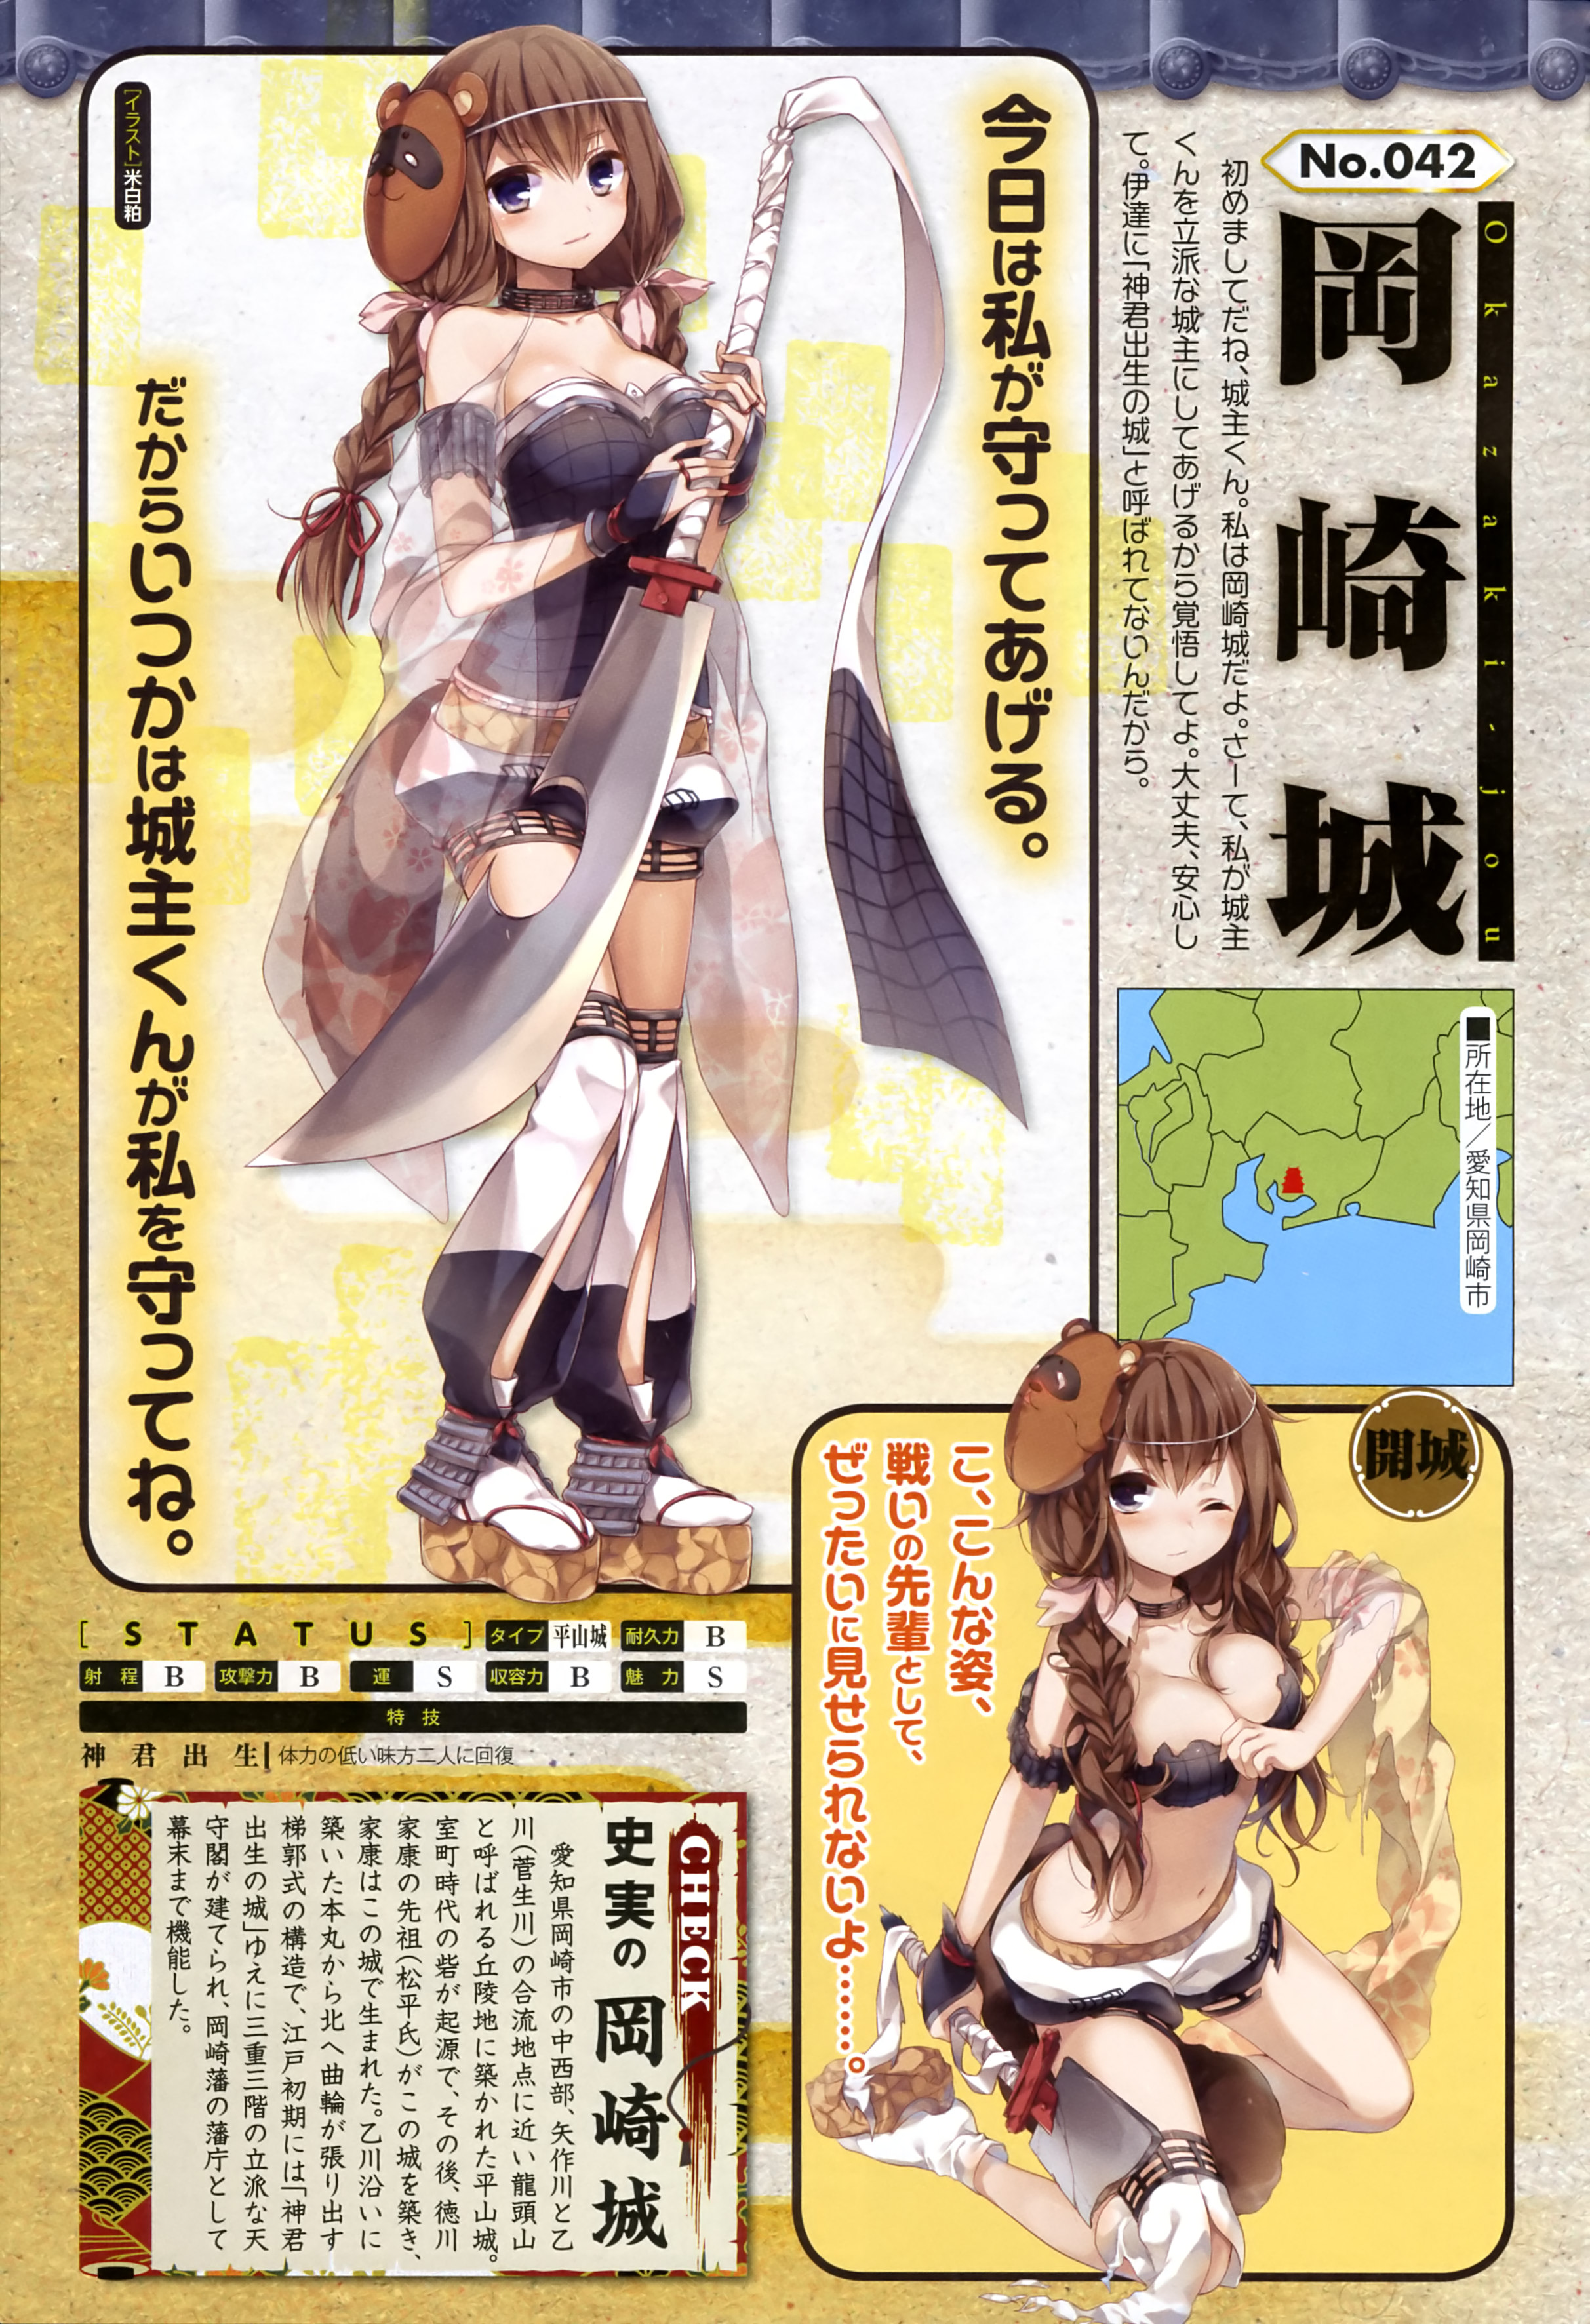 No.042
岡崎城
Okazaki-jou
初めましてだね、城主くん。私は岡崎城だよ。さーて、私が城主
くんを立派な城主にしてあげるから覚悟してよ。大丈夫、安心し
て。伊達に「神君出生の城」と呼ばれてないんだから。
■所在地／愛知県岡崎市
今日は私が守ってあげる。
だからいつかは城主くんが私を守ってね。
[イラスト]米白粕
開城
こ、こんな姿、
戦いの先輩として、
ぜったいに見せられないよ……。
[STATUS]
タイプ 平山城
耐久力 B
射程 B
攻撃力 B
運 S
収容力 B
魅力 S
特技
神君出生 体力の低い味方二人に回復
CHECK
史実の岡崎城
愛知県岡崎市の中西部、矢作川と乙
川（菅生川）の合流地点に近い龍頭山
と呼ばれる丘陵地に築かれた平山城。
室町時代の砦が起源で、その後、徳川
家康の先祖（松平氏）がこの城を築き、
家康はこの城で生まれた。乙川沿いに
築いた本丸から北へ曲輪が張り出す
梯郭式の構造で、江戸初期には「神君
出生の城」ゆえに三重三階の立派な天
守閣が建てられ、岡崎藩の藩庁として
幕末まで機能した。